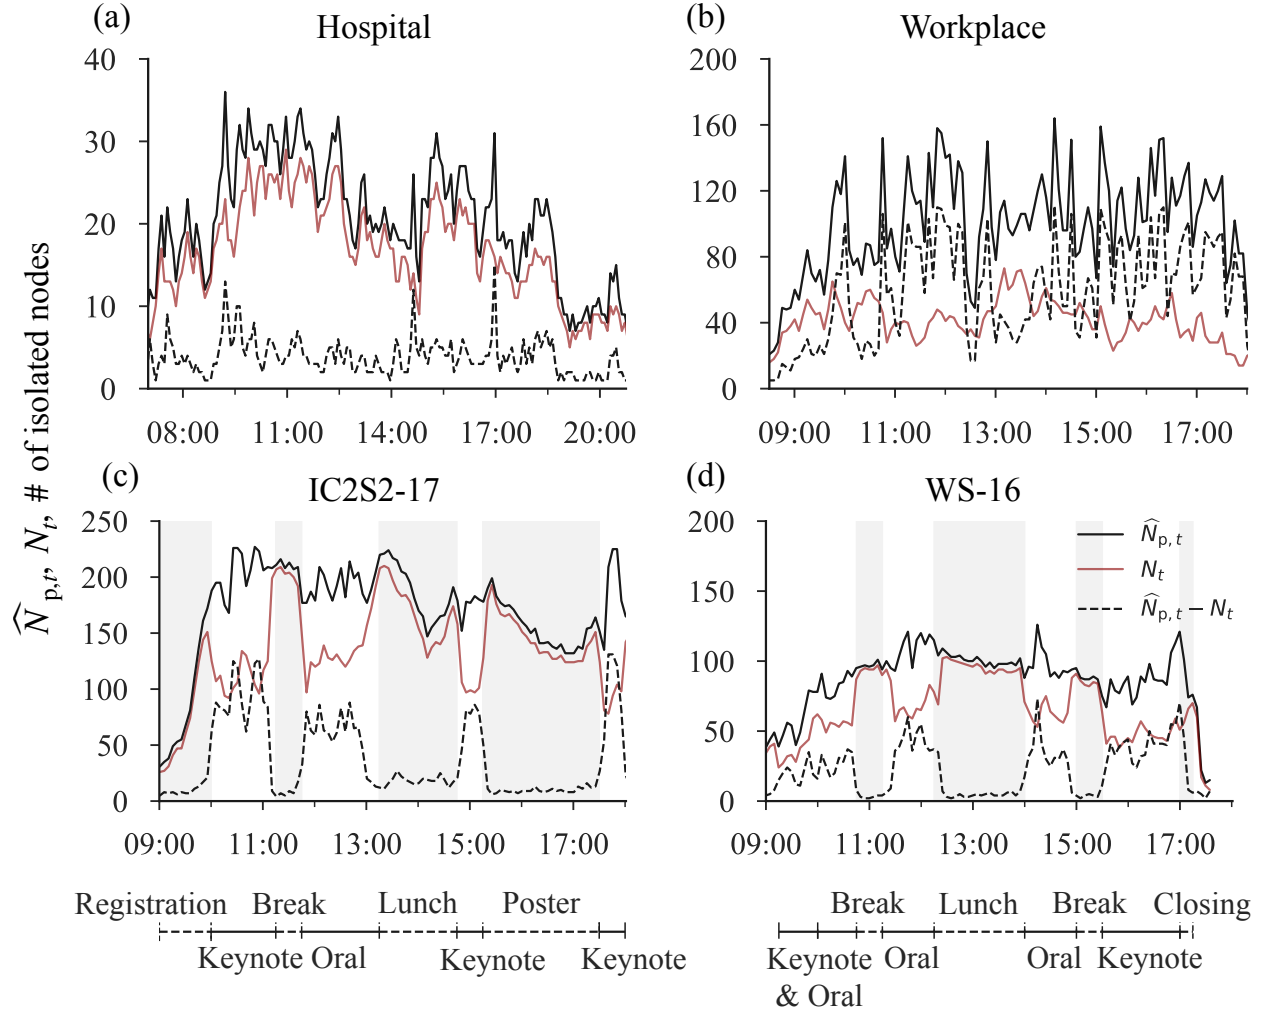 (a)
Hospital
(b)
Workplace
40
30
20
10
0
08:00 11:00 14:00 17:00 20:00
200
160
120
80
40
0
09:00 11:00 13:00 15:00 17:00
N̂p,t, Nt, # of isolated nodes
(c)
IC2S2-17
(d)
WS-16
250
200
150
100
50
0
09:00 11:00 13:00 15:00 17:00
200
150
100
50
0
09:00 11:00 13:00 15:00 17:00
N̂p,t
Nt
N̂p,t − Nt
Registration Break Lunch Poster
Keynote Oral Keynote Keynote
Break Lunch Break Closing
Keynote Oral Oral Keynote
& Oral